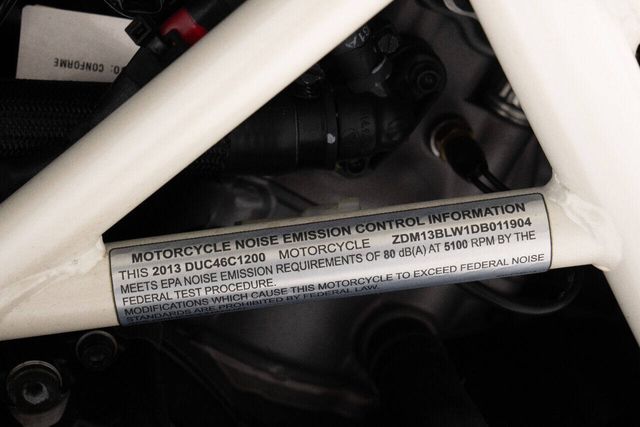 DO: CONFORME
61A
MOTORCYCLE NOISE EMISSION CONTROL INFORMATION
THIS 2013 DUC46C1200 MOTORCYCLE ZDM13BLW1DB011904
MEETS EPA NOISE EMISSION REQUIREMENTS OF 80 dB(A) AT 5100 RPM BY THE
FEDERAL TEST PROCEDURE.
MODIFICATIONS WHICH CAUSE THIS MOTORCYCLE TO EXCEED FEDERAL NOISE
STANDARDS ARE PROHIBITED BY FEDERAL LAW.